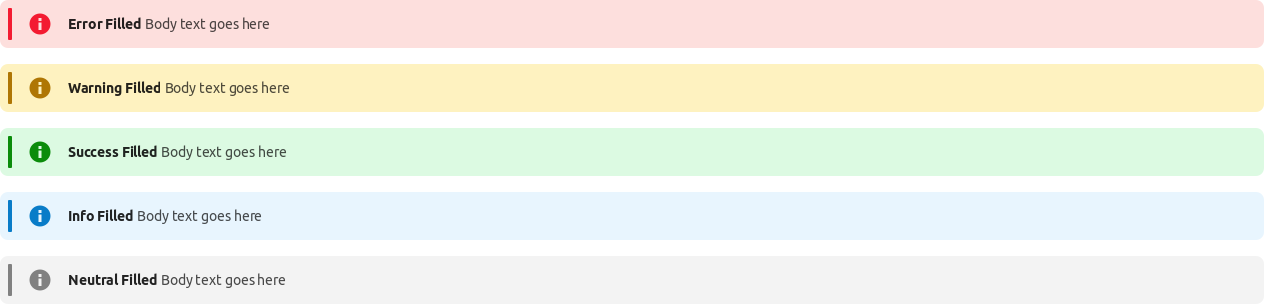 Error Filled Body text goes here
Warning Filled Body text goes here
Success Filled Body text goes here
Info Filled Body text goes here
Neutral Filled Body text goes here